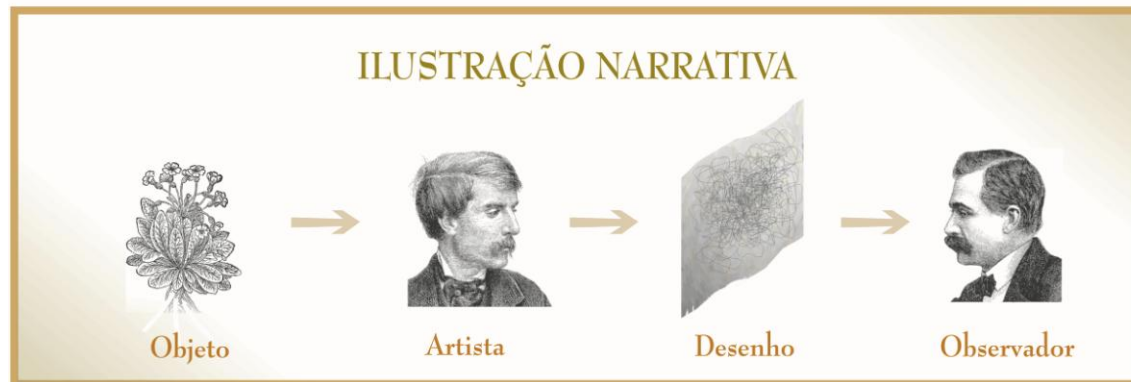 ILUSTRAÇÃO NARRATIVA
Objeto
Artista
Desenho
Observador